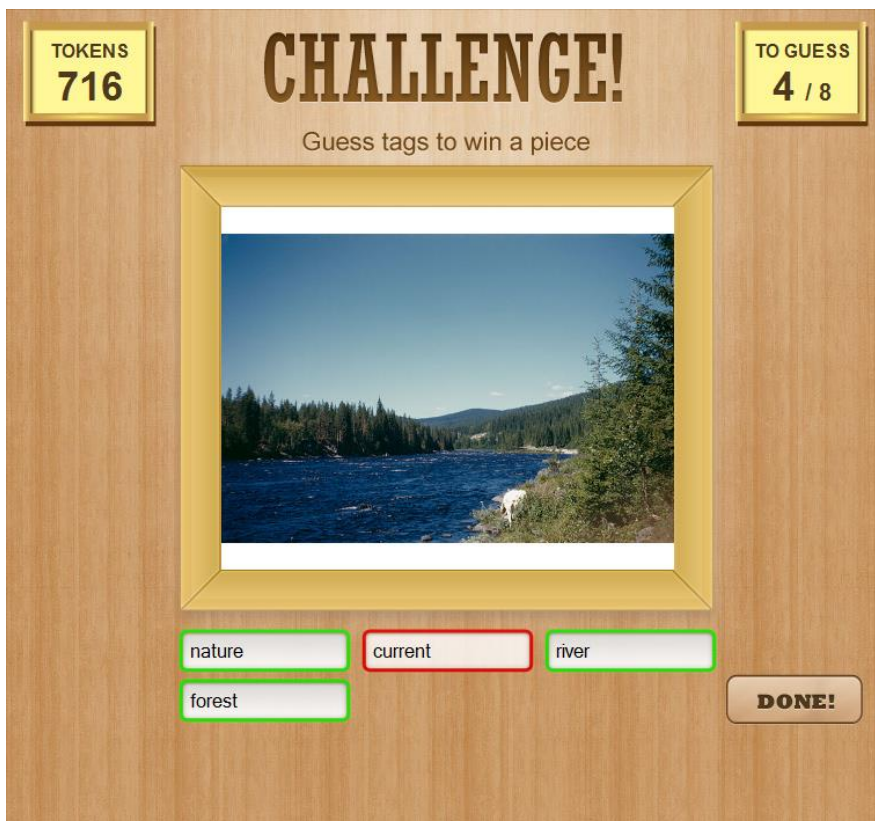 TOKENS
716
CHALLENGE!
TO GUESS
4 / 8
Guess tags to win a piece
nature
current
river
forest
DONE!